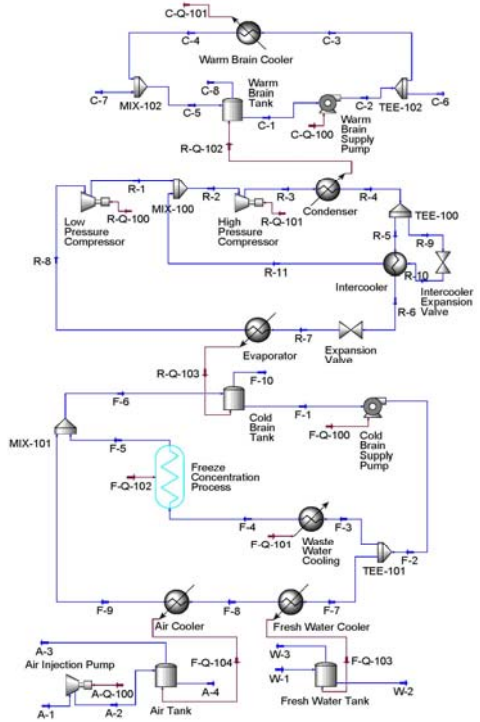 C-Q-101
C-4
C-3
Warm Brain Cooler
C-8
Warm
Brain
Tank
C-7
MIX-102
C-5
C-1
C-2
TEE-102
C-6
C-Q-100
Warm
Brain
Supply
Pump
R-Q-102
R-1
R-2
R-3
R-4
MIX-100
R-Q-100
R-Q-101
Condenser
TEE-100
Low
Pressure
Compressor
High
Pressure
Compressor
R-5
R-9
R-8
R-11
R-10
Intercooler
Intercooler
Expansion
Valve
R-6
R-7
Evaporator
Expansion
Valve
R-Q-103
F-10
F-6
Cold
Brain
Tank
F-1
F-Q-100
Cold
Brain
Supply
Pump
MIX-101
F-5
F-Q-102
Freeze
Concentration
Process
F-4
F-3
F-Q-101
Waste
Water
Cooling
F-2
TEE-101
F-9
F-8
F-7
Air Cooler
Fresh Water Cooler
A-3
F-Q-104
W-3
F-Q-103
Air Injection Pump
A-Q-100
A-4
W-1
W-2
A-1
A-2
Air Tank
Fresh Water Tank